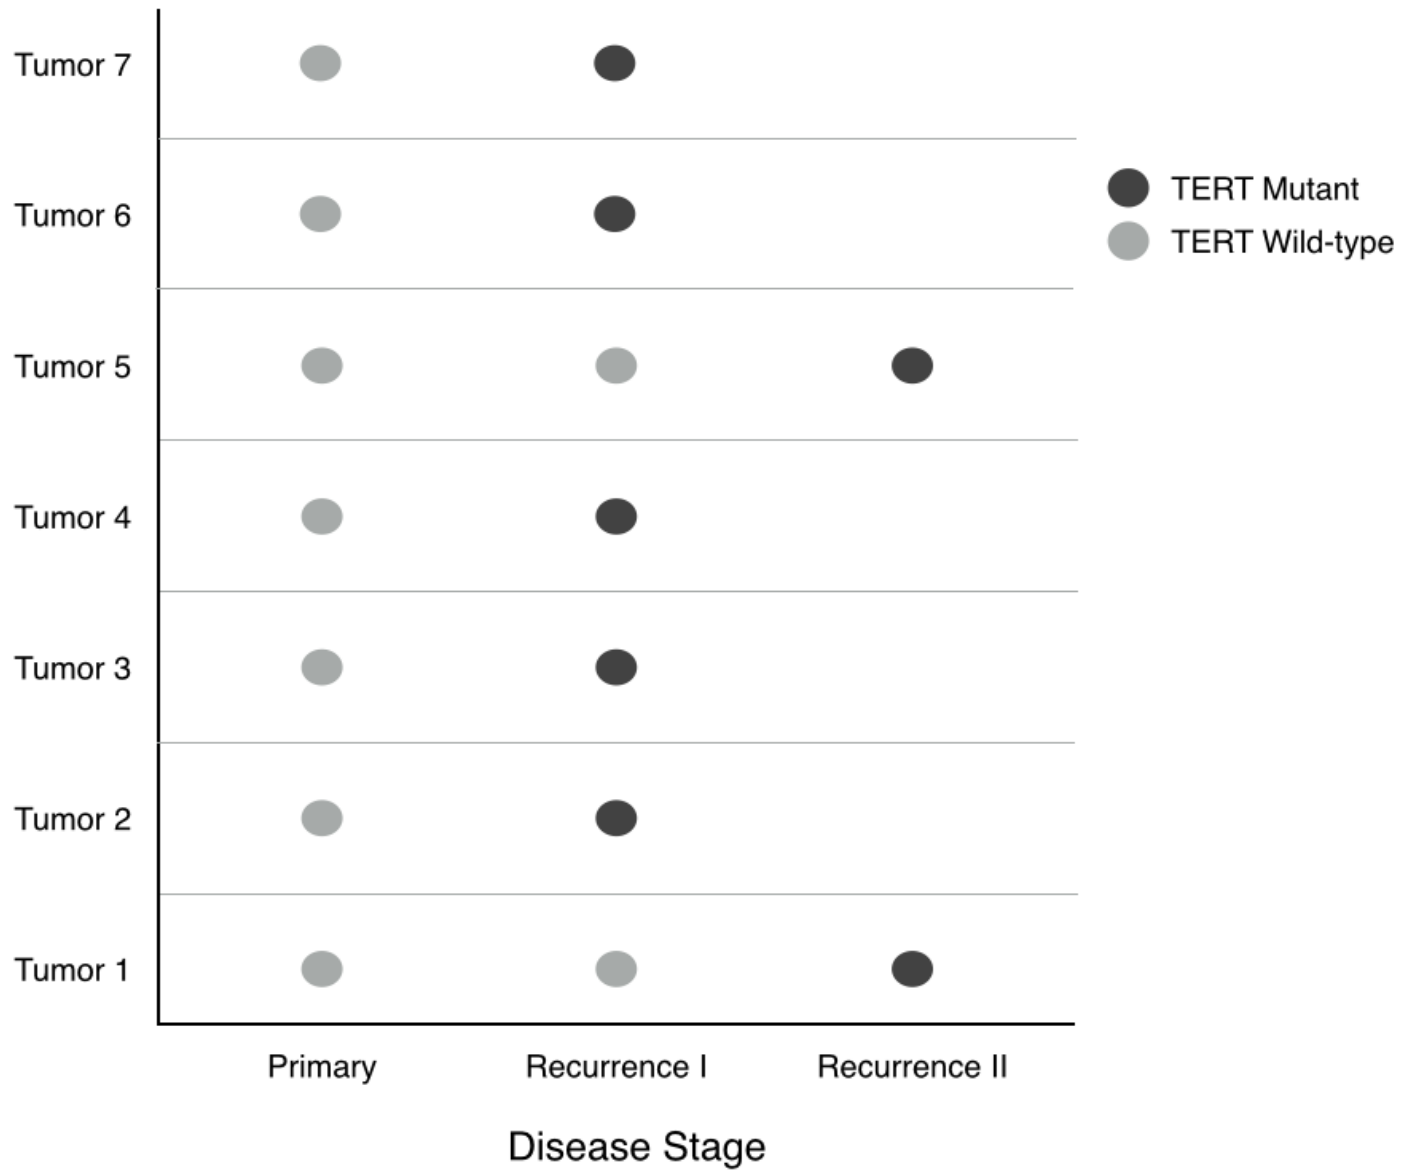 Tumor 7
Tumor 6
TERT Mutant
TERT Wild-type
Tumor 5
Tumor 4
Tumor 3
Tumor 2
Tumor 1
Primary Recurrence I Recurrence II
Disease Stage